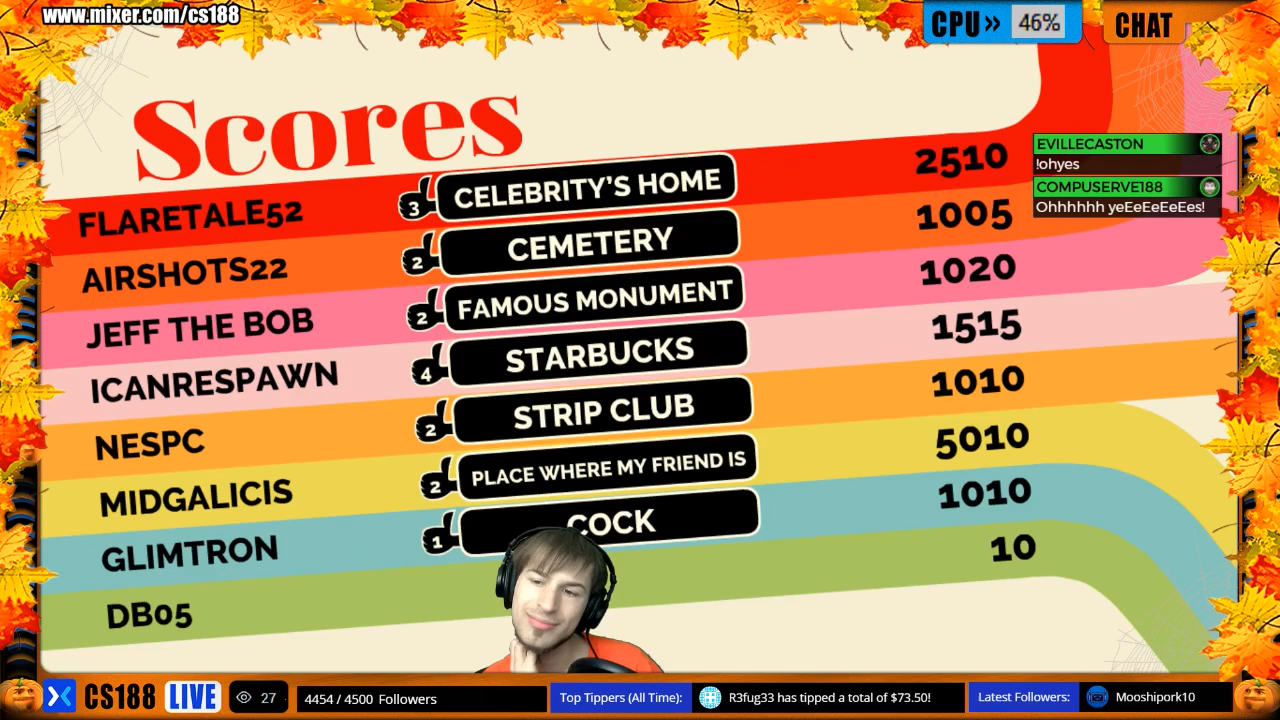 www.mixer.com/cs188
CPU» 46%
CHAT
Scores
EVILLECASTON
!ohyes
COMPUSERVE188
Ohhhhhh yeEeEeEeEes!
FLARETALE52 3 CELEBRITY'S HOME 2510
AIRSHOTS22 2 CEMETERY 1005
JEFF THE BOB 2 FAMOUS MONUMENT 1020
ICANRESPAWN 4 STARBUCKS 1515
NESPC 2 STRIP CLUB 1010
MIDGALICIS 2 PLACE WHERE MY FRIEND IS 5010
GLIMTRON 1 COCK 1010
DB05 10
CS188 LIVE 27 4454 / 4500 Followers Top Tippers (All Time): R3fug33 has tipped a total of $73.50! Latest Followers: Mooshipork10